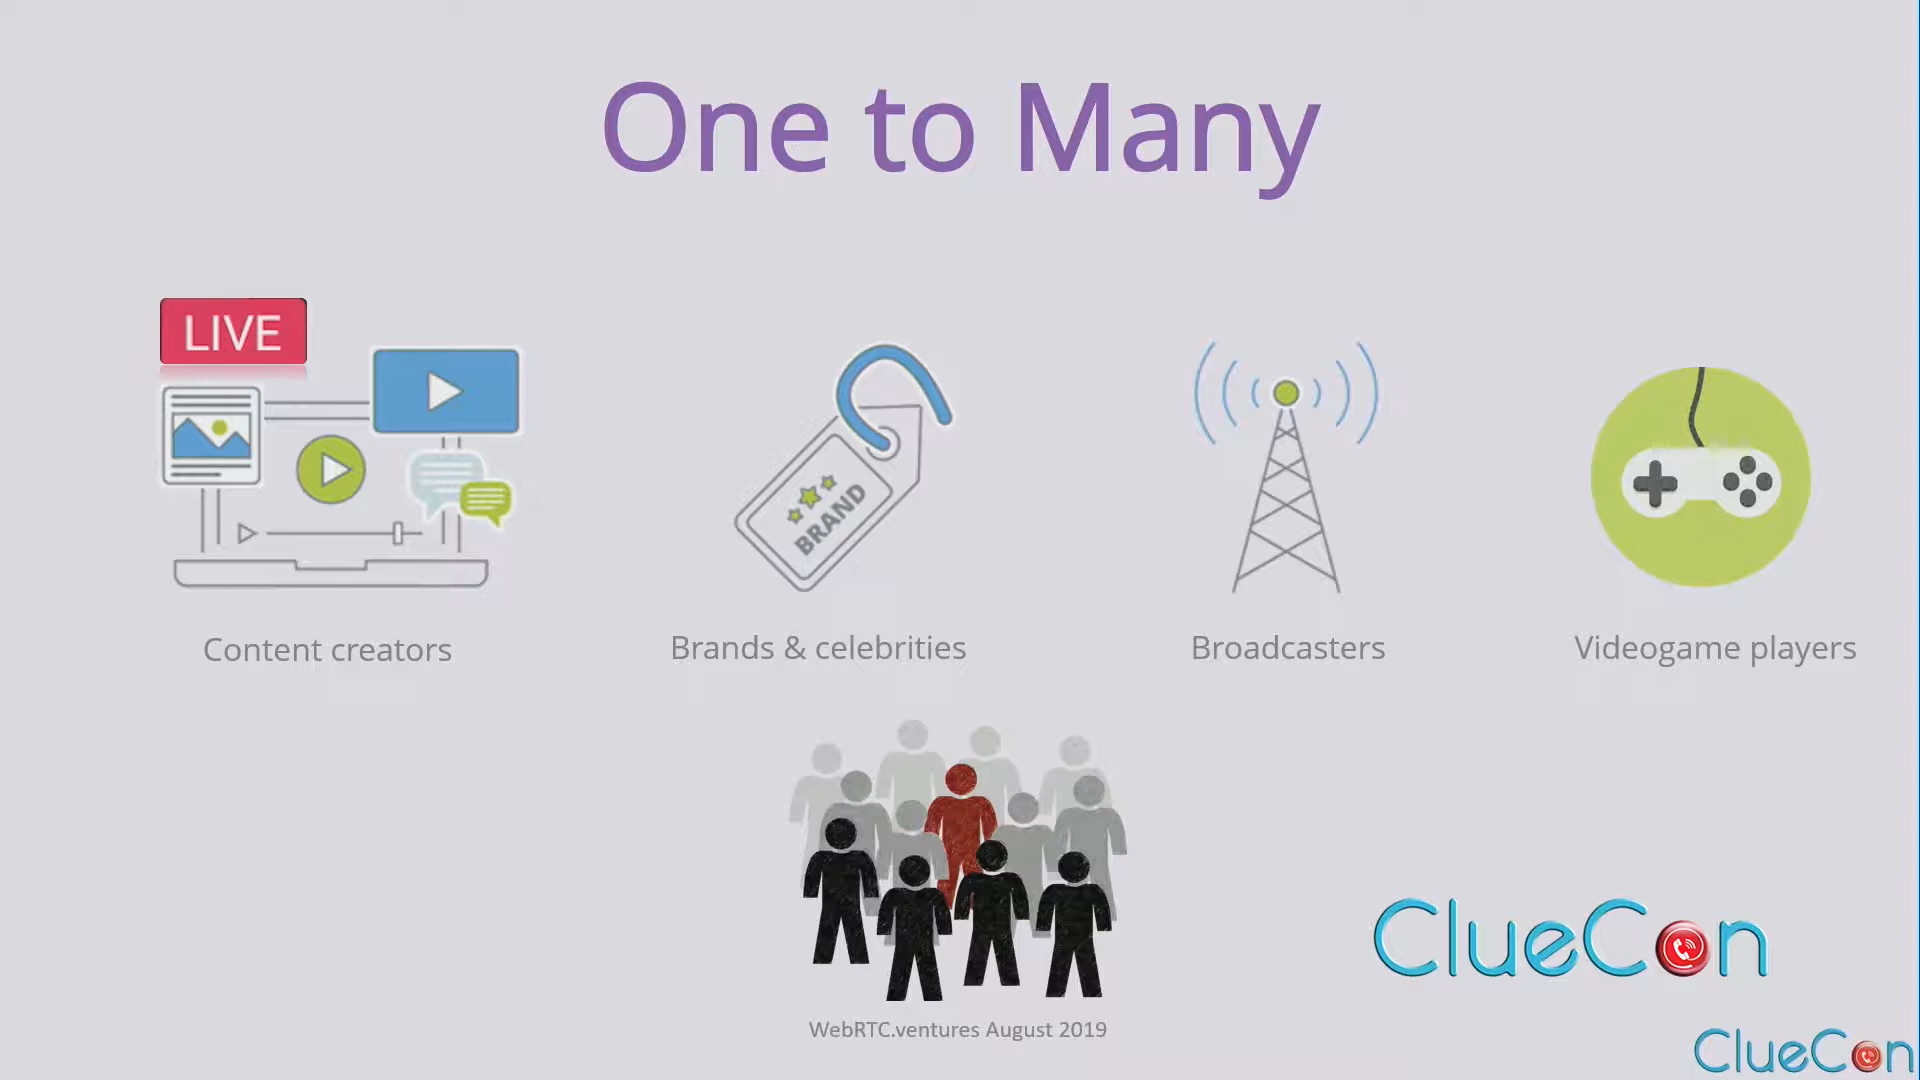 One to Many
LIVE
BRAND
Content creators
Brands & celebrities
Broadcasters
Videogame players
WebRTC.ventures August 2019
ClueCon
ClueCon